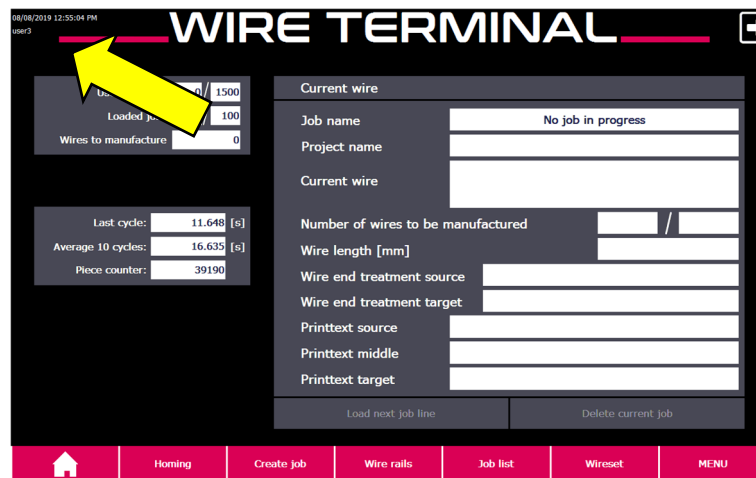 08/08/2019 12:55:04 PM
user3
WIRE TERMINAL
0/ 1500
Loaded / 100
Wires to manufacture 0
Last cycle: 11.648 [s]
Average 10 cycles: 16.635 [s]
Piece counter: 39190
Current wire
Job name No job in progress
Project name
Current wire
Number of wires to be manufactured /
Wire length [mm]
Wire end treatment source
Wire end treatment target
Printtext source
Printtext middle
Printtext target
Load next job line Delete current job
Homing Create job Wire rails Job list Wireset MENU